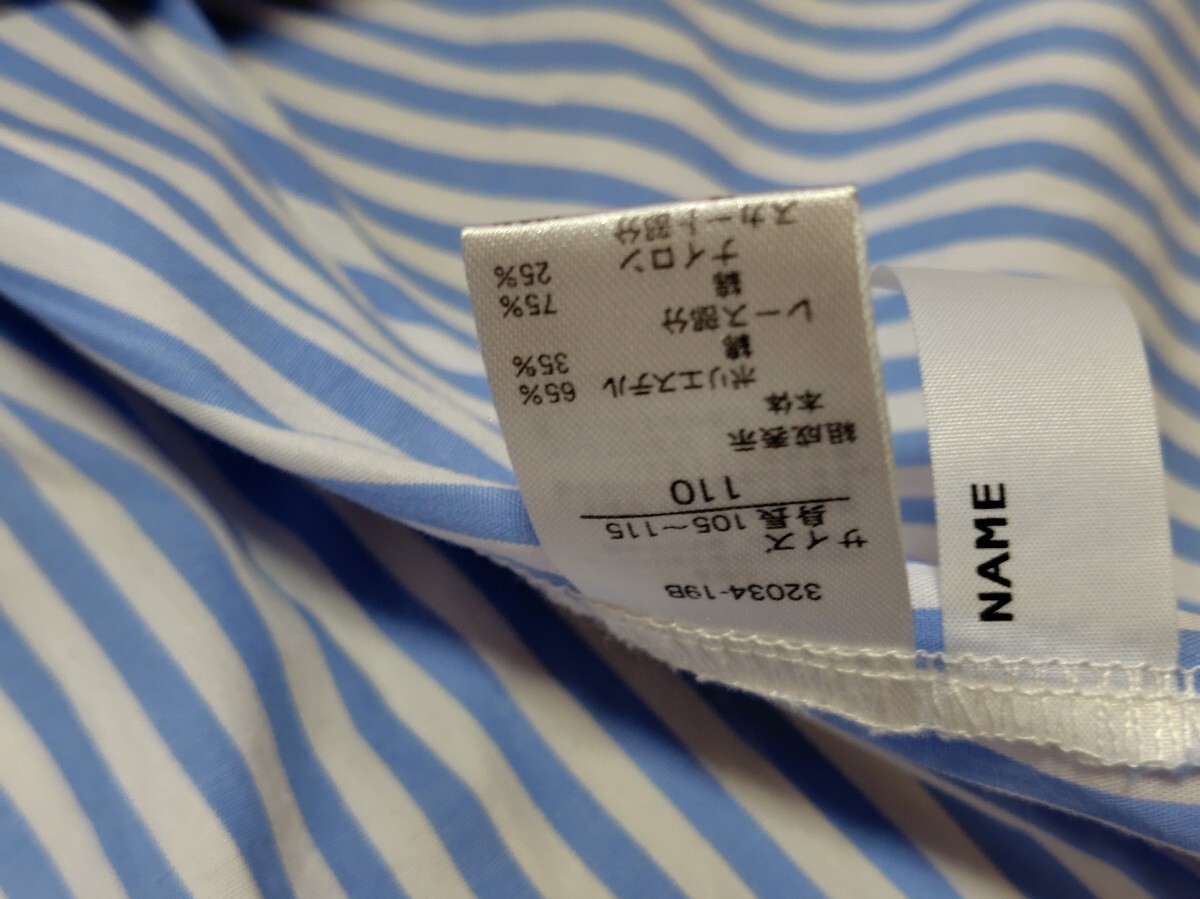 32034-19B
サイズ
身長 105～115
110
組成表示
本体
ポリエステル 65%
綿 35%
レース部分
綿 75%
ナイロン 25%
スカート部分
NAME